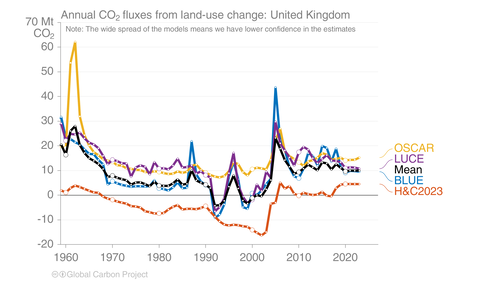 Annual CO₂ fluxes from land-use change: United Kingdom
70 Mt
CO₂
Note: The wide spread of the models means we have lower confidence in the estimates
60
50
40
30
20
10
0
-10
-20
1960
1970
1980
1990
2000
2010
2020
OSCAR
LUCE
Mean
BLUE
H&C2023
Global Carbon Project